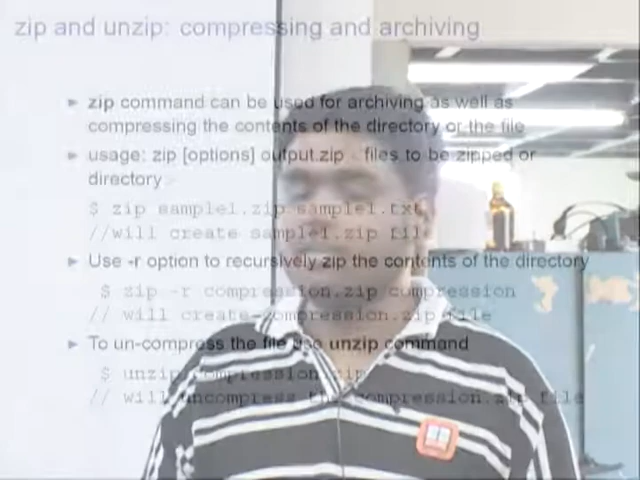 zip and unzip: compressing and archiving
zip command can be used for archiving as well as
compressing the contents of the directory or the file
usage: zip [options] output.zip files to be zipped or
directory
$ zip sample1.zip sample1.txt
//will create sample1.zip file
Use -r option to recursively zip the contents of the directory
$ zip -r compression.zip compression
// will create compression.zip file
To un-compress the file use unzip command
$ unzip compression.zip
// will uncompress the compression.zip file